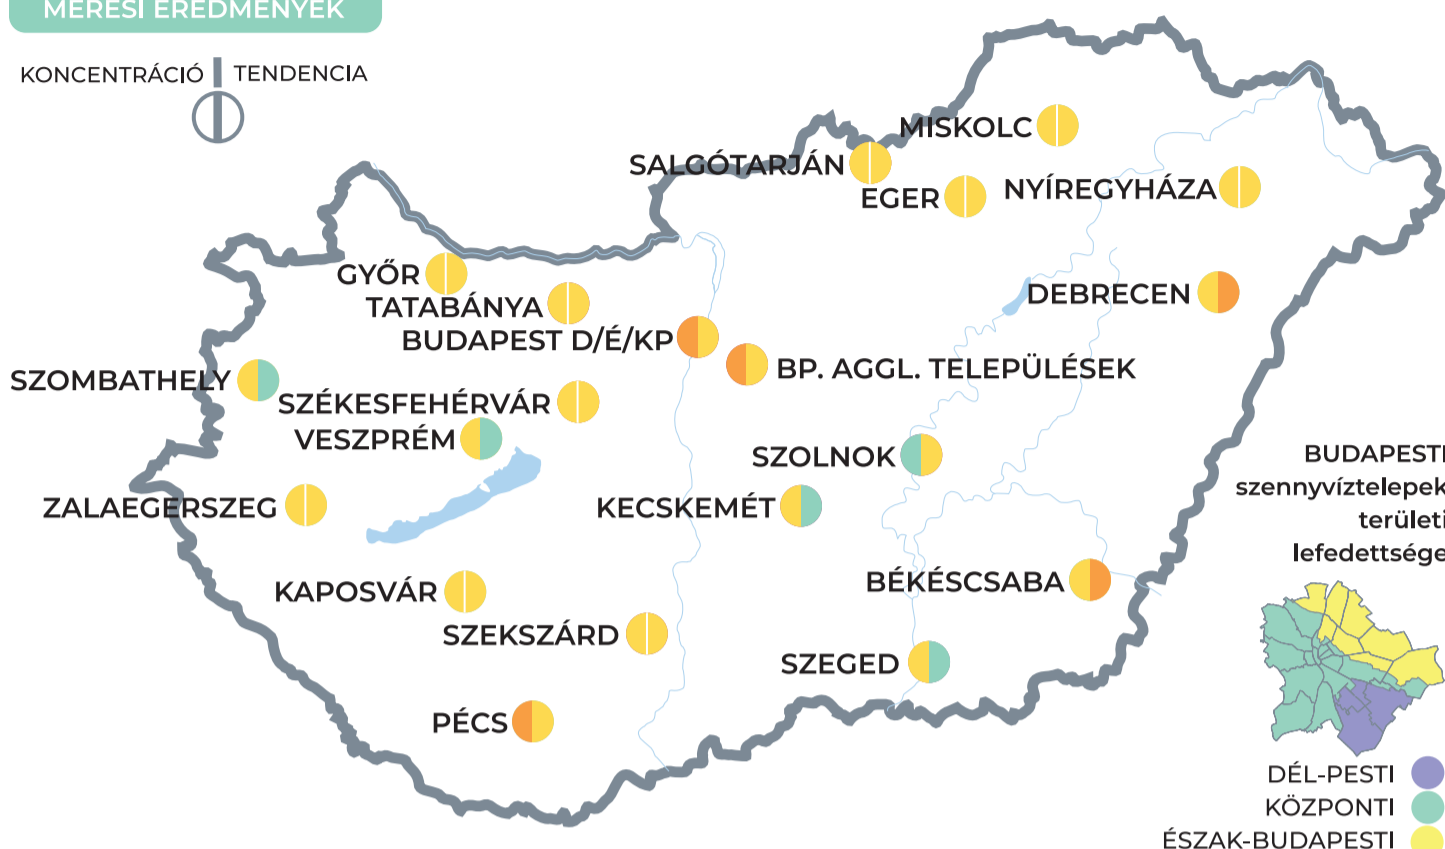 MÉRÉSI EREDMÉNYEK
KONCENTRÁCIÓ TENDENCIA
MISKOLC
SALGÓTARJÁN
EGER
NYÍREGYHÁZA
GYŐR
TATABÁNYA
DEBRECEN
BUDAPEST D/É/KP
BP. AGGL. TELEPÜLÉSEK
SZOMBATHELY
SZÉKESFEHÉRVÁR
VESZPRÉM
SZOLNOK
ZALAEGERSZEG
KECSKEMÉT
BÉKÉSCSABA
KAPOSVÁR
SZEKSZÁRD
SZEGED
PÉCS
BUDAPESTI
szennyvíztelepek
területi
lefedettsége
DÉL-PESTI
KÖZPONTI
ÉSZAK-BUDAPESTI